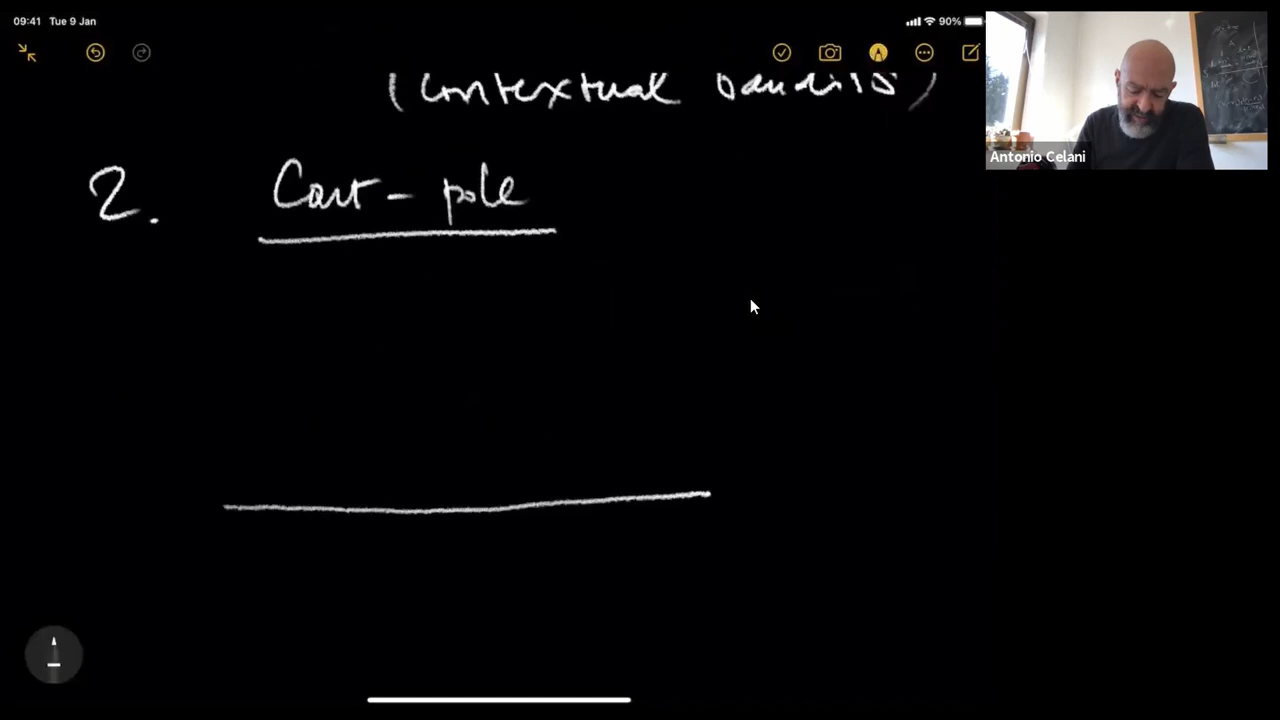 09:41 Tue 9 Jan 90%
(contextual bandits)
2. Cart - pole
Antonio Celani